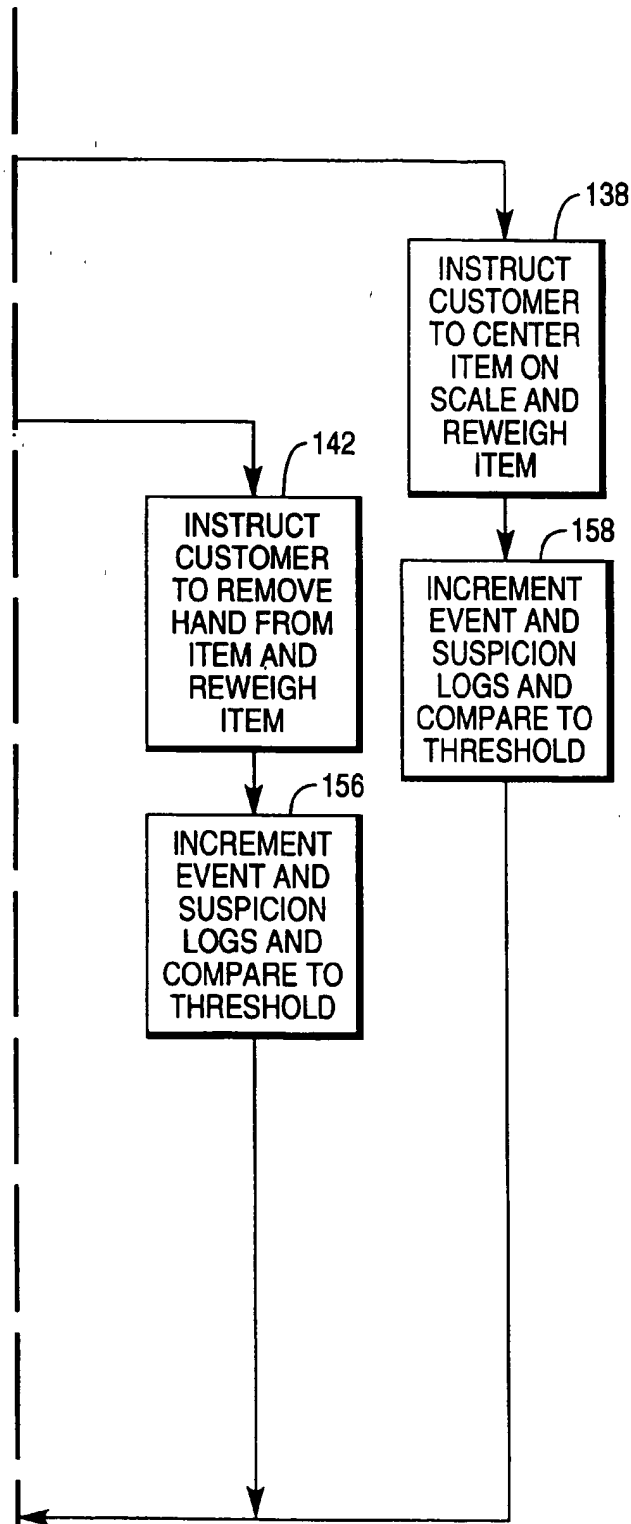 138
INSTRUCT
CUSTOMER
TO CENTER
ITEM ON
SCALE AND
REWEIGH
ITEM
142
INSTRUCT
CUSTOMER
TO REMOVE
HAND FROM
ITEM AND
REWEIGH
ITEM
158
INCREMENT
EVENT AND
SUSPICION
LOGS AND
COMPARE TO
THRESHOLD
156
INCREMENT
EVENT AND
SUSPICION
LOGS AND
COMPARE TO
THRESHOLD